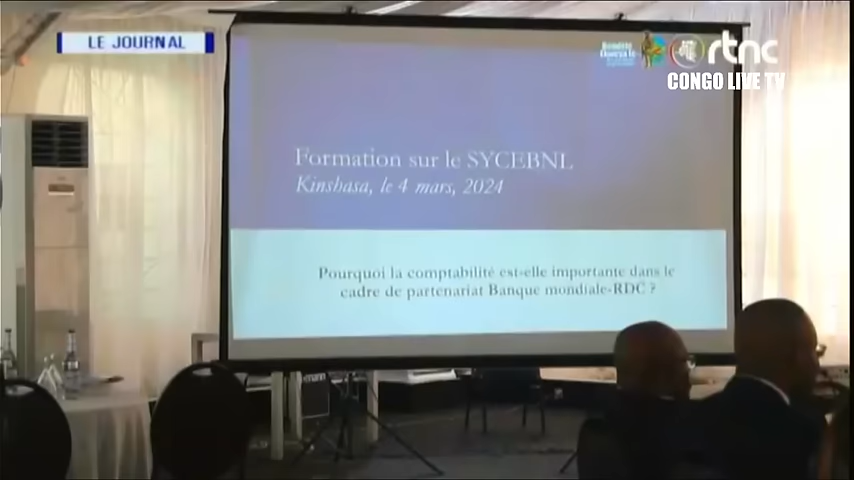 LE JOURNAL
rtnc
CONGO LIVE TV
Formation sur le SYCEBNL
Kinshasa, le 4 mars, 2024
Pourquoi la comptabilité est-elle importante dans le
cadre de partenariat Banque mondiale-RDC ?